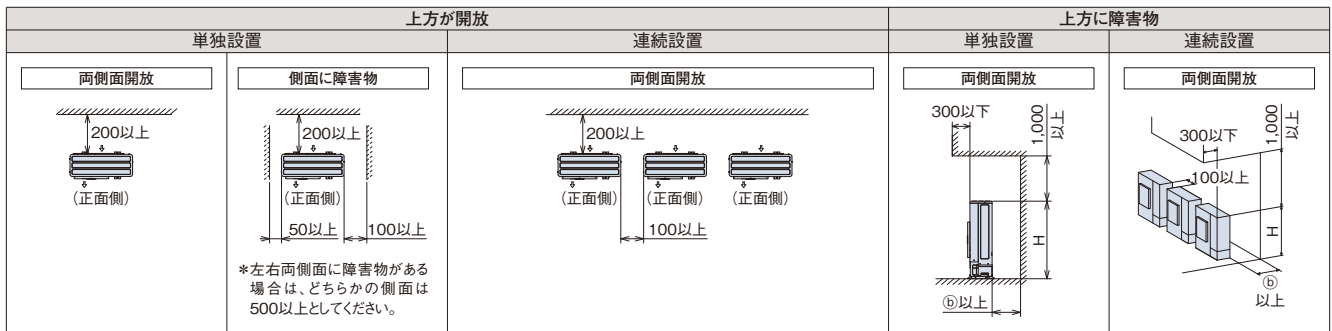 上方が開放
上方に障害物
単独設置
連続設置
単独設置
連続設置
両側面開放
側面に障害物
両側面開放
両側面開放
両側面開放
200以上
(正面側)
200以上
(正面側)
50以上
100以上
*左右両側面に障害物がある
場合は、どちらかの側面は
500以上としてください。
200以上
(正面側)
(正面側)
(正面側)
100以上
300以下
1,000
以上
H
ⓑ以上
300以下
1,000
以上
100以上
H
ⓑ
以上